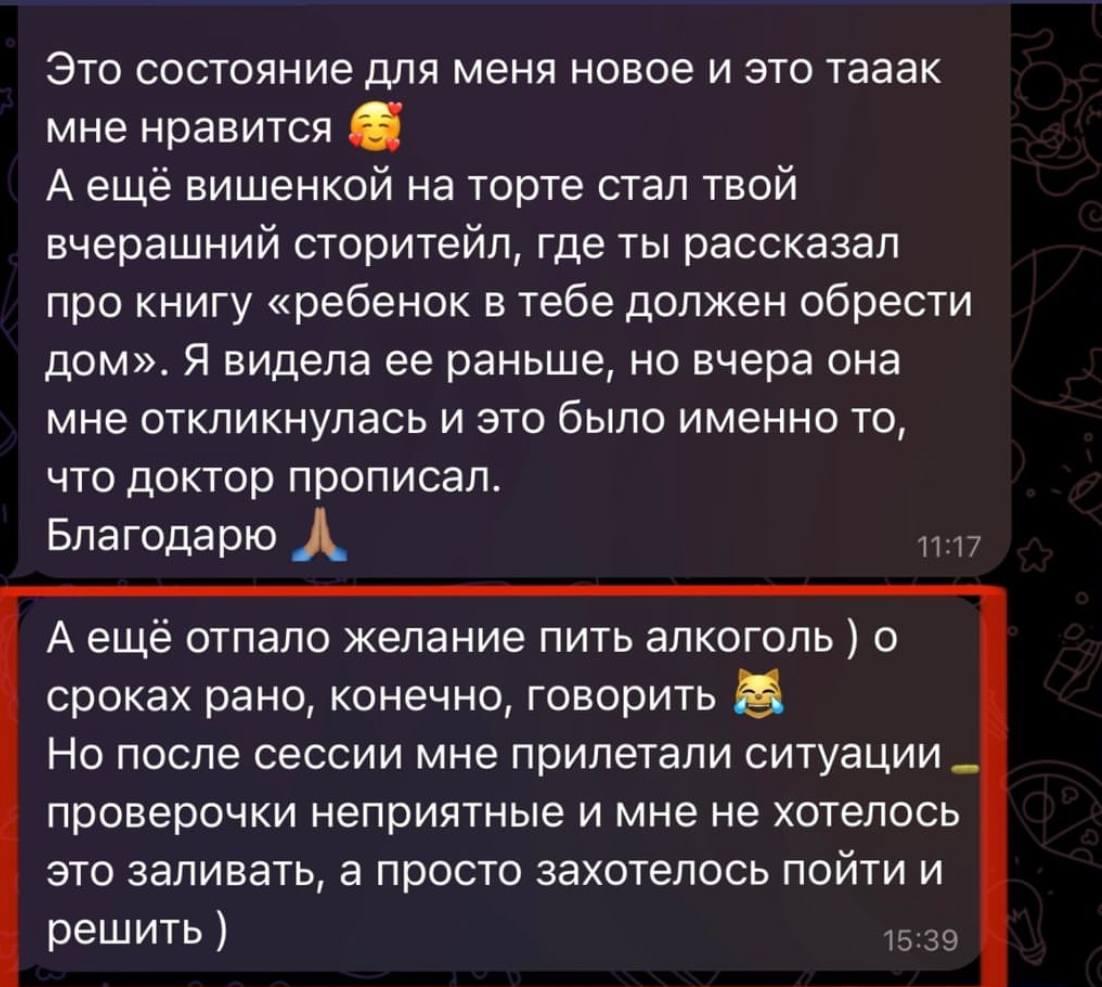 Это состояние для меня новое и это тааак
мне нравится 🥰
А ещё вишенкой на торте стал твой
вчерашний сторитейл, где ты рассказал
про книгу «ребенок в тебе должен обрести
дом». Я видела ее раньше, но вчера она
мне откликнулась и это было именно то,
что доктор прописал.
Благодарю 🙏🏽
11:17
А ещё отпало желание пить алкоголь ) о
сроках рано, конечно, говорить 😹
Но после сессии мне прилетали ситуации _
проверочки неприятные и мне не хотелось
это заливать, а просто захотелось пойти и
решить )
15:39